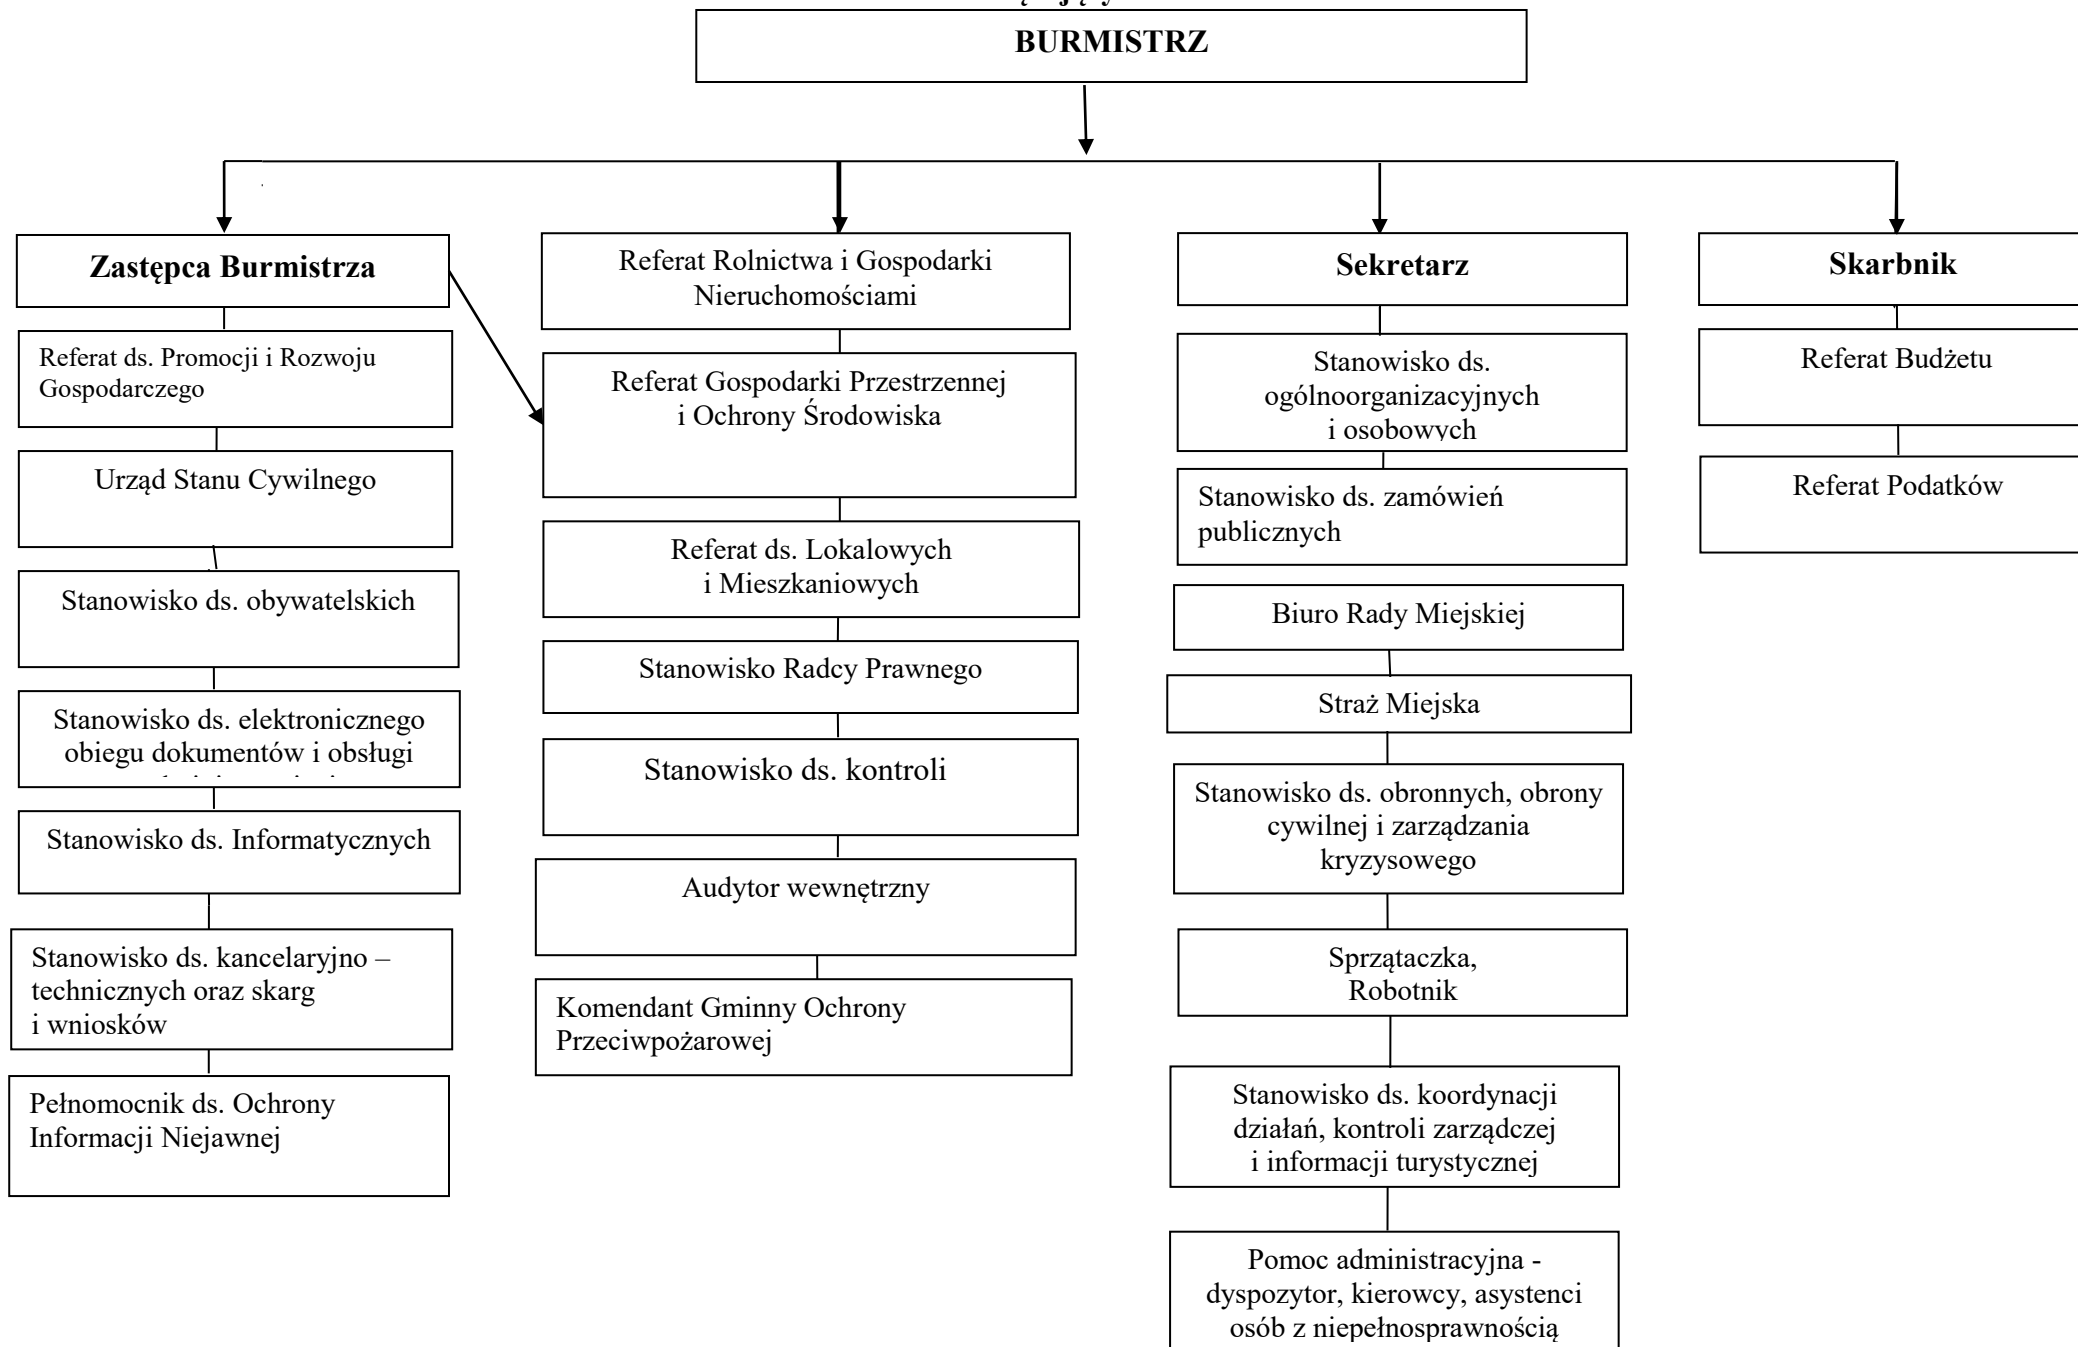 BURMISTRZ
Zastępca Burmistrza
Referat ds. Promocji i Rozwoju
Gospodarczego
Urząd Stanu Cywilnego
Stanowisko ds. obywatelskich
Stanowisko ds. elektronicznego
obiegu dokumentów i obsługi
Stanowisko ds. Informatycznych
Stanowisko ds. kancelaryjno –
technicznych oraz skarg
i wniosków
Pełnomocnik ds. Ochrony
Informacji Niejawnej
Referat Rolnictwa i Gospodarki
Nieruchomościami
Referat Gospodarki Przestrzennej
i Ochrony Środowiska
Referat ds. Lokalowych
i Mieszkaniowych
Stanowisko Radcy Prawnego
Stanowisko ds. kontroli
Audytor wewnętrzny
Komendant Gminny Ochrony
Przeciwpożarowej
Sekretarz
Stanowisko ds.
ogólnoorganizacyjnych
i osobowych
Stanowisko ds. zamówień
publicznych
Biuro Rady Miejskiej
Straż Miejska
Stanowisko ds. obronnych, obrony
cywilnej i zarządzania
kryzysowego
Sprzątaczka,
Robotnik
Stanowisko ds. koordynacji
działań, kontroli zarządczej
i informacji turystycznej
Pomoc administracyjna -
dyspozytor, kierowcy, asystenci
osób z niepełnosprawnością
Skarbnik
Referat Budżetu
Referat Podatków